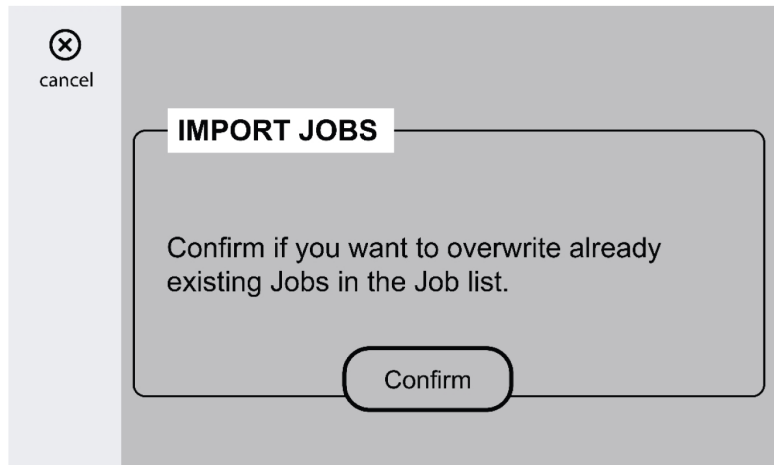 cancel
IMPORT JOBS
Confirm if you want to overwrite already
existing Jobs in the Job list.
Confirm